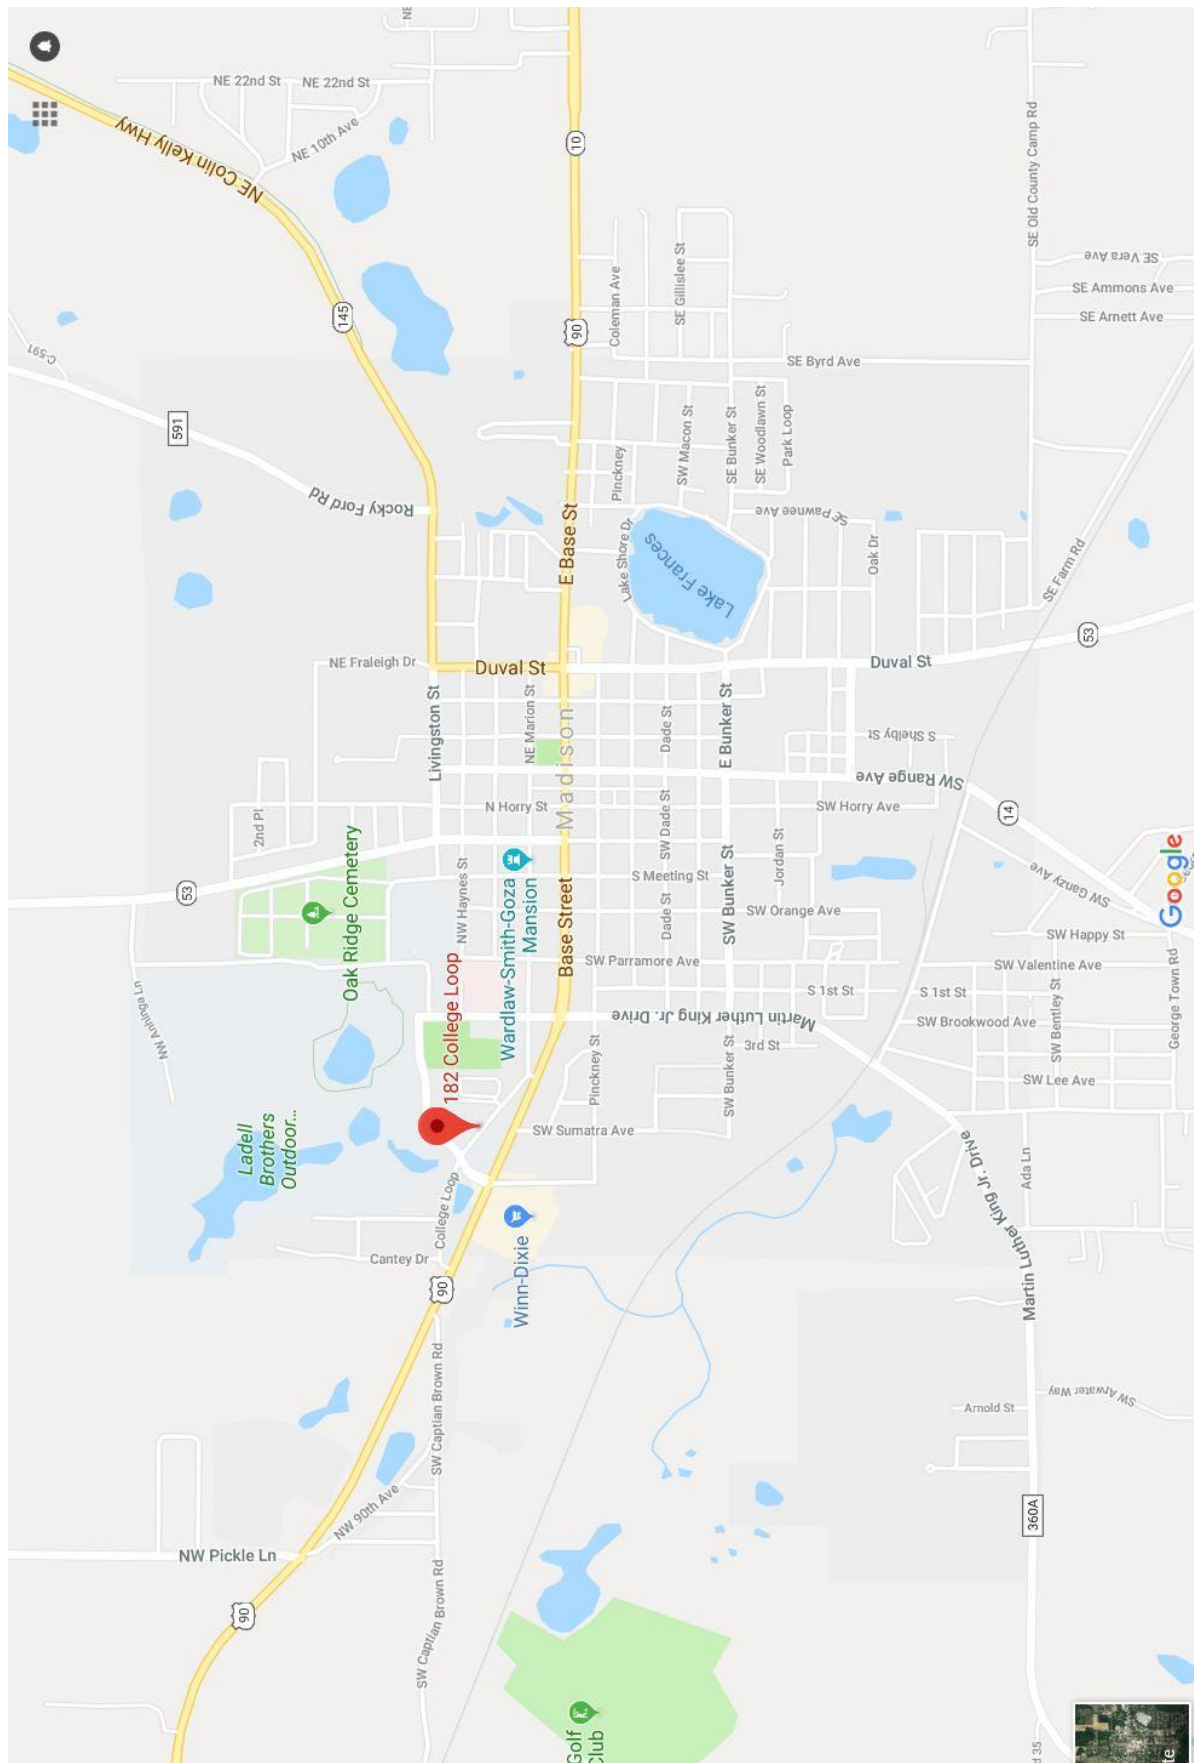 NE 22nd St
NE 22nd St
NE 10th Ave
NE Colin Kelly Hwy
10
SE Old County Camp Rd
145
C-591
591
Rocky Ford Rd
90
Coleman Ave
SE Gillislee St
SE Vera Ave
SE Ammons Ave
SE Arnett Ave
SE Byrd Ave
Pinckney
SW Macon St
SE Bunker St
SE Woodlawn St
Park Loop
E Base St
Lake Shore Dr
Lake Frances
SE Pawnee Ave
Oak Dr
SE Farm Rd
53
NE Fraleigh Dr
Duval St
Duval St
Livingston St
NE Marion St
Madison
Dade St
E Bunker St
S Shelby St
SW Range Ave
14
2nd Pl
N Horry St
SW Dade St
SW Horry Ave
53
Oak Ridge Cemetery
NW Haynes St
Wardlaw-Smith-Goza
Mansion
Base Street
S Meeting St
Dade St
SW Bunker St
Jordan St
SW Orange Ave
SW Ganzy Ave
Google
SW Happy St
NW Anhinga Ln
182 College Loop
SW Parramore Ave
S 1st St
S 1st St
SW Valentine Ave
George Town Rd
Martin Luther King Jr. Drive
Pinckney St
SW Bunker St
3rd St
SW Brookwood Ave
SW Bentley St
SW Lee Ave
Ladell
Brothers
Outdoor...
SW Sumatra Ave
College Loop
Cantey Dr
Winn-Dixie
90
Martin Luther King Jr. Drive
Ada Ln
SW Captian Brown Rd
NW 90th Ave
NW Pickle Ln
90
SW Captian Brown Rd
Arnold St
SW Atwater Way
360A
Golf
Club